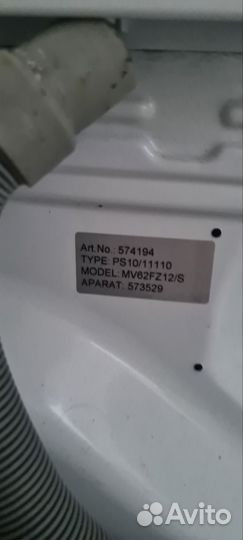 Art.No.: 574194
TYPE: PS10/11110
MODEL: MV62FZ12/S
APARAT: 573529
Avito